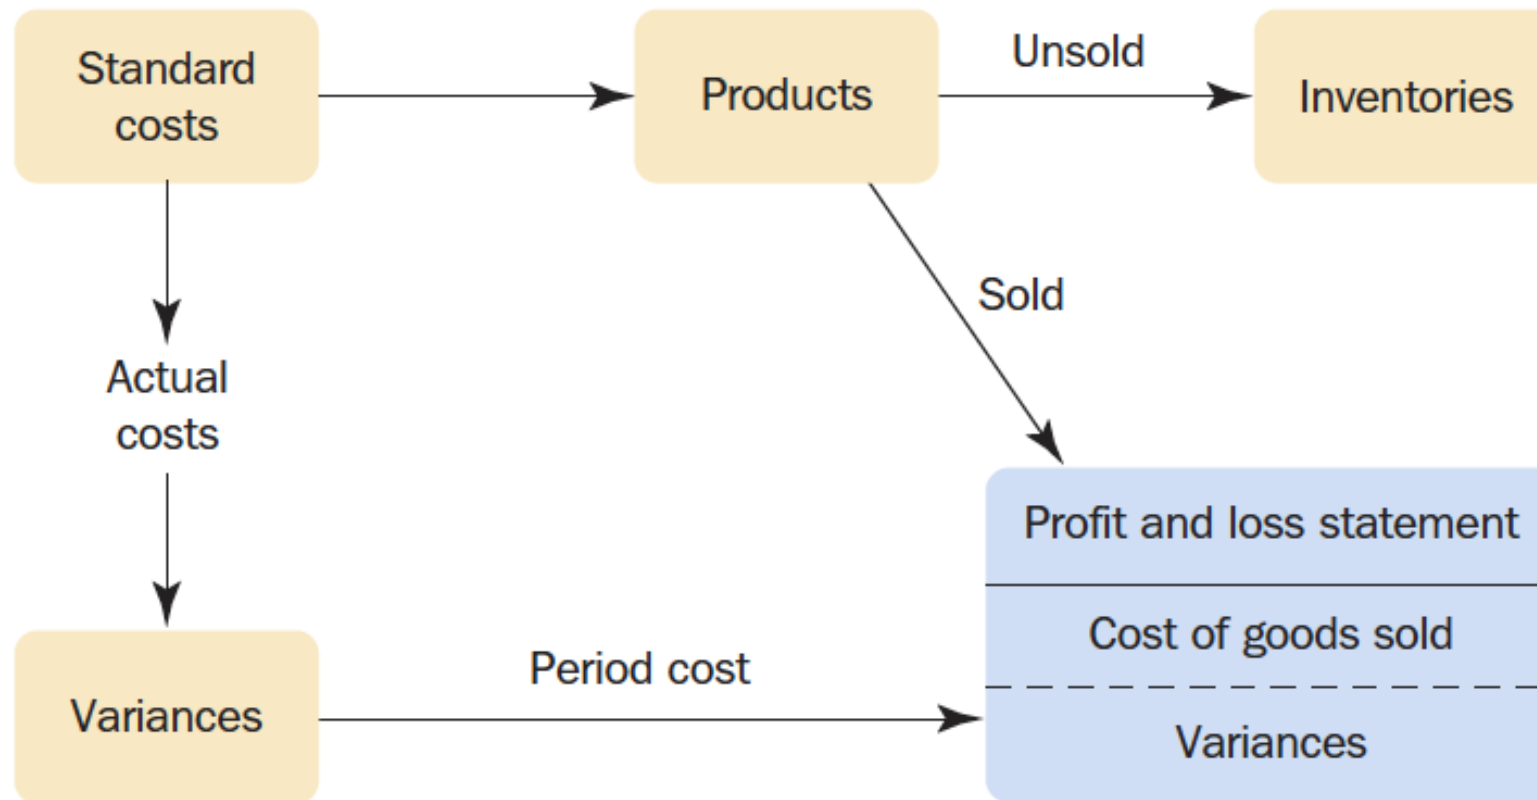 Standard
costs
Products
Unsold
Inventories
Sold
Actual
costs
Profit and loss statement
Cost of goods sold
Period cost
Variances
Variances